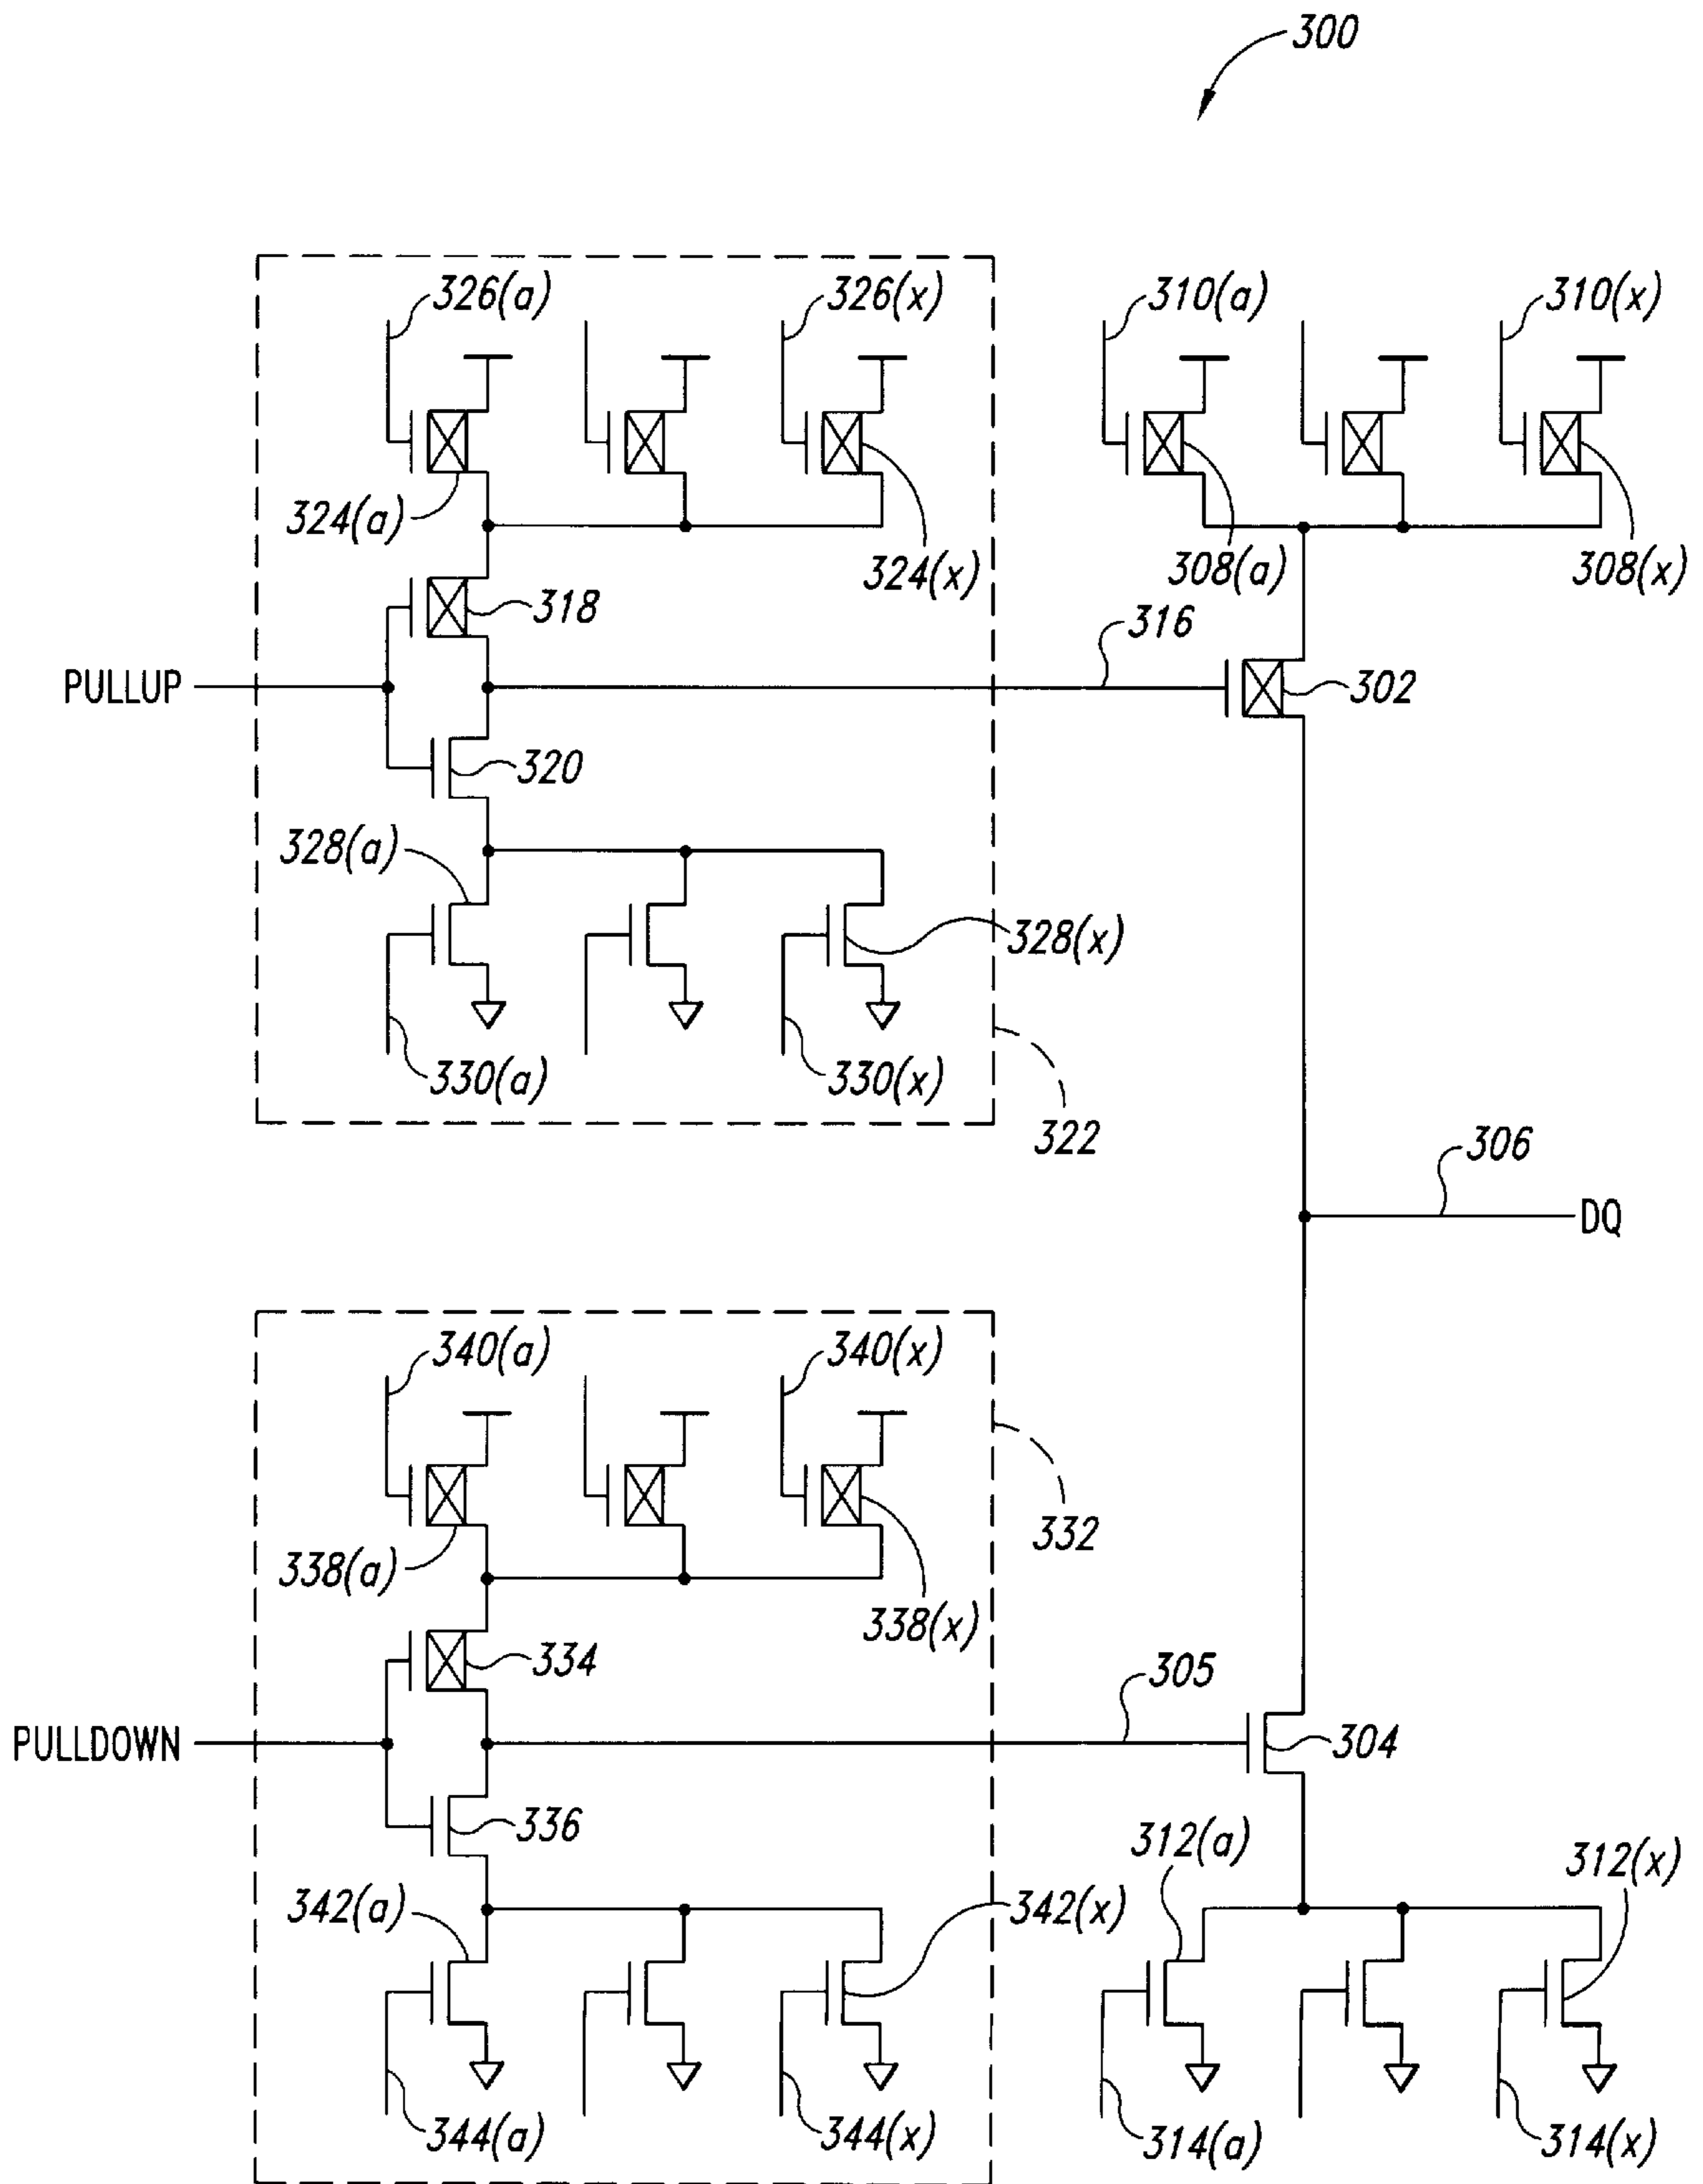 300
326(a)
326(x)
310(a)
310(x)
324(a)
324(x)
308(a)
308(x)
318
316
PULLUP
302
320
328(a)
328(x)
330(a)
330(x)
322
306
DQ
340(a)
340(x)
332
338(a)
338(x)
334
305
PULLDOWN
304
336
312(a)
312(x)
342(a)
342(x)
344(a)
344(x)
314(a)
314(x)